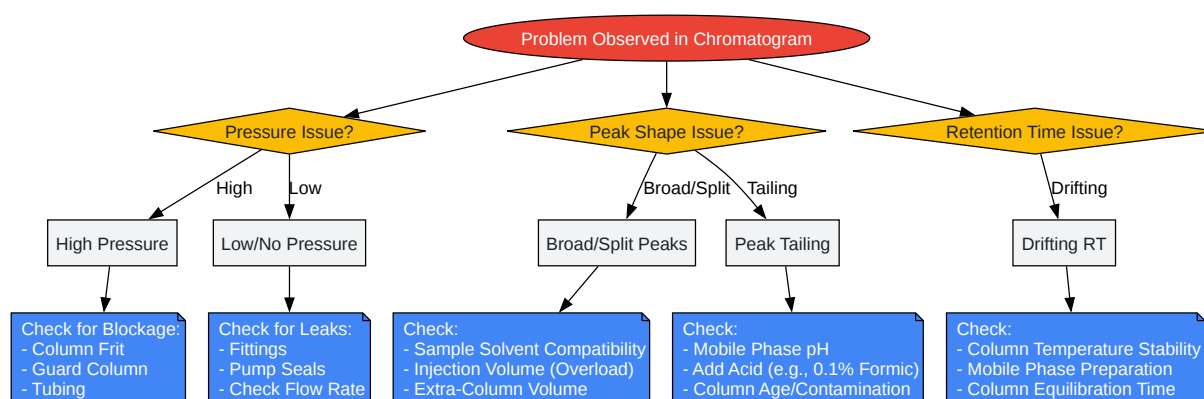 Problem Observed in Chromatogram
Pressure Issue?
Peak Shape Issue?
Retention Time Issue?
High
Low
Broad/Split
Tailing
Drifting
High Pressure
Low/No Pressure
Broad/Split Peaks
Peak Tailing
Drifting RT
Check for Blockage:
- Column Frit
- Guard Column
- Tubing
Check for Leaks:
- Fittings
- Pump Seals
- Check Flow Rate
Check:
- Sample Solvent Compatibility
- Injection Volume (Overload)
- Extra-Column Volume
Check:
- Mobile Phase pH
- Add Acid (e.g., 0.1% Formic)
- Column Age/Contamination
Check:
- Column Temperature Stability
- Mobile Phase Preparation
- Column Equilibration Time